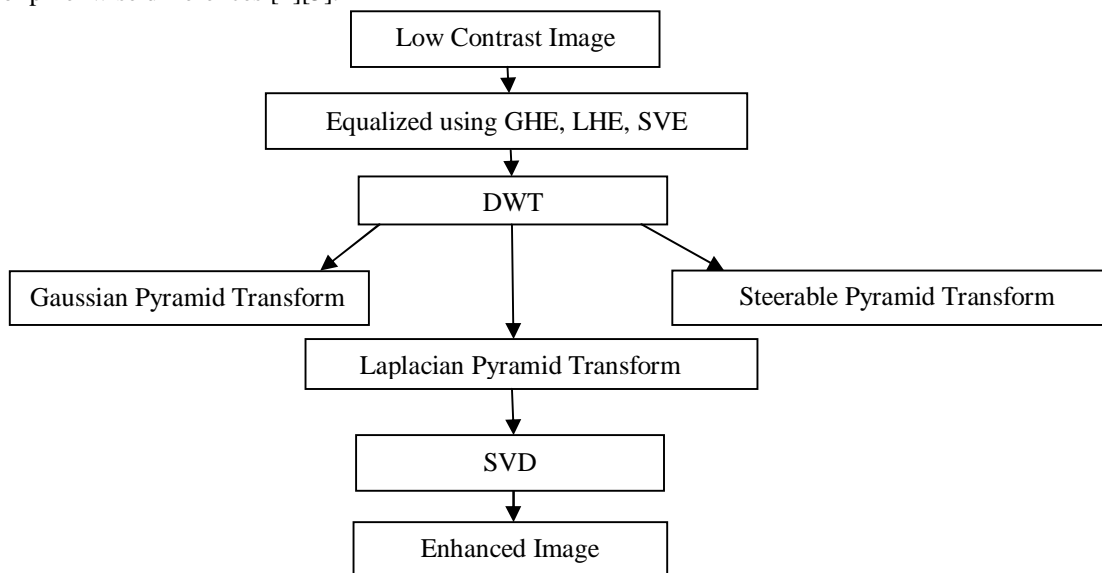 Low Contrast Image
Equalized using GHE, LHE, SVE
DWT
Gaussian Pyramid Transform
Steerable Pyramid Transform
Laplacian Pyramid Transform
SVD
Enhanced Image